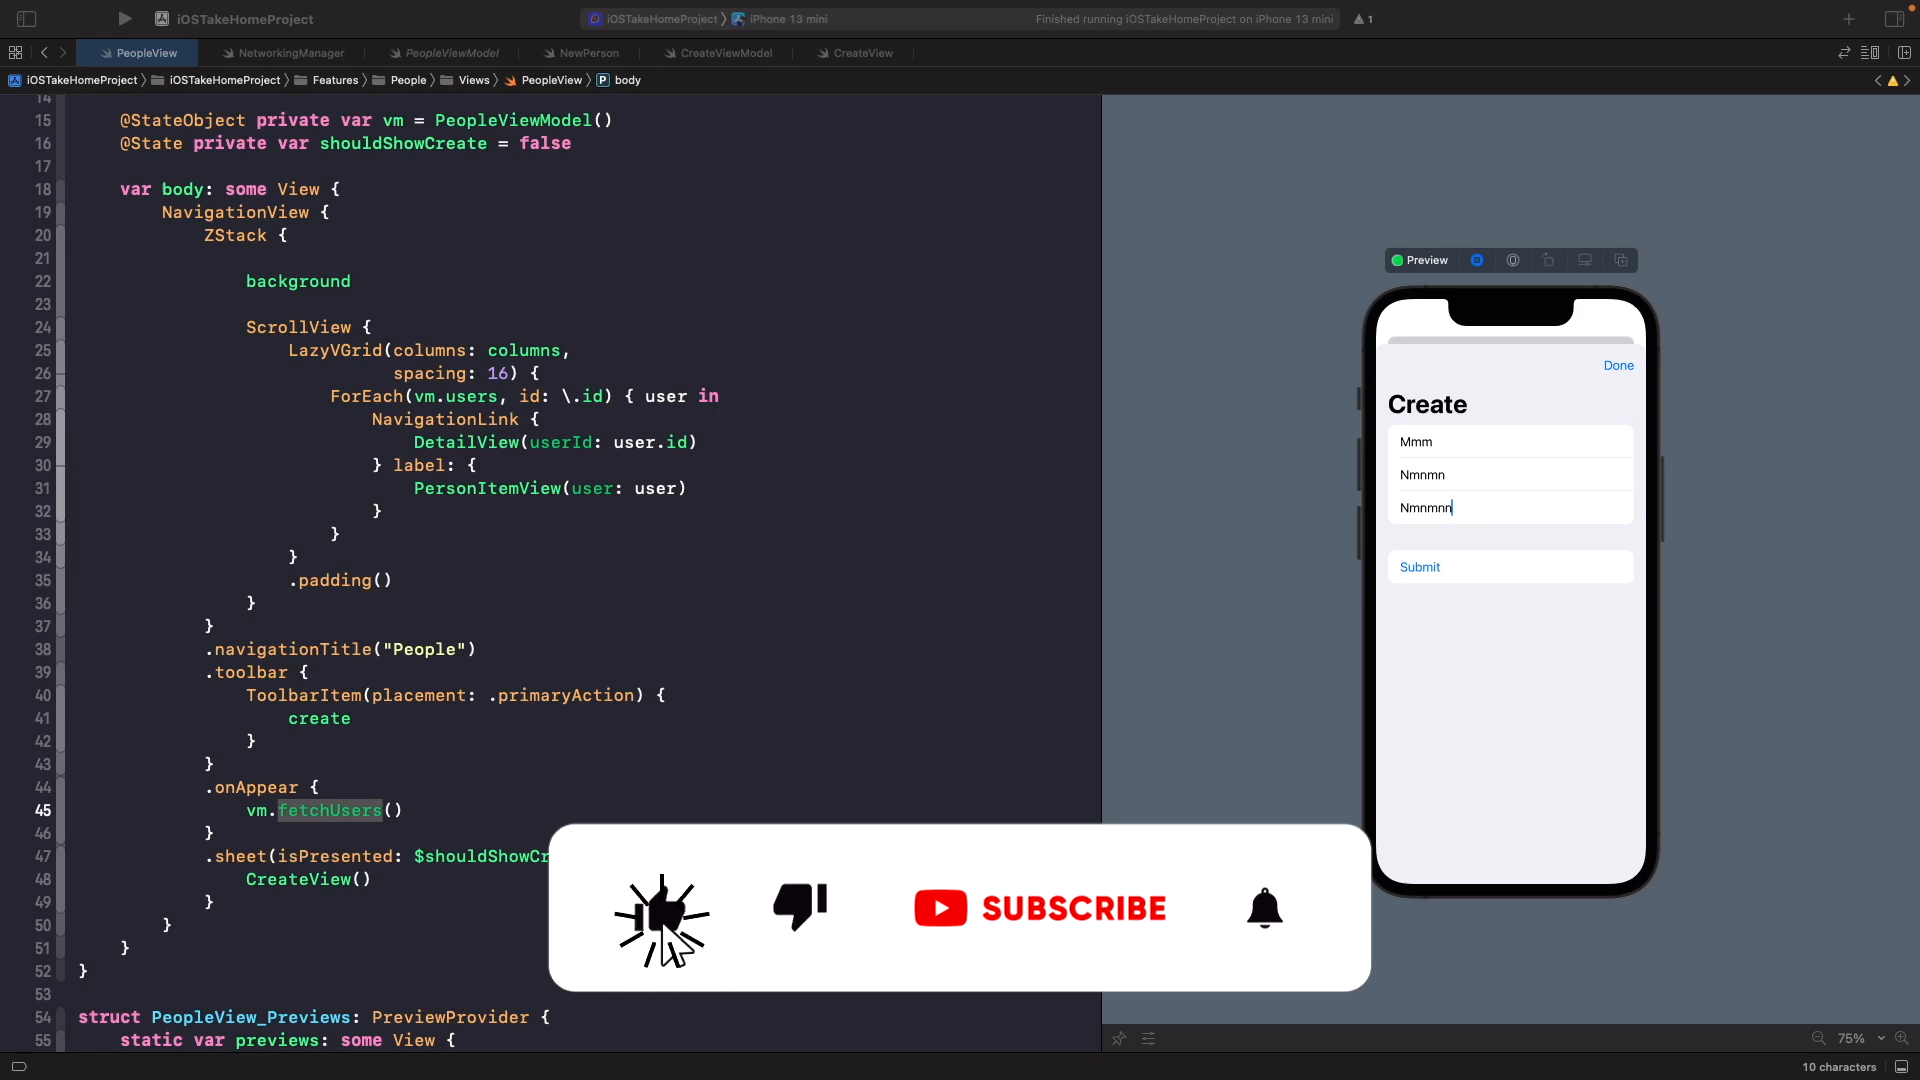 iOSTakeHomeProject
iOSTakeHomeProject 〉 iPhone 13 mini
Finished running iOSTakeHomeProject on iPhone 13 mini
1
PeopleView
NetworkingManager
PeopleViewModel
NewPerson
CreateViewModel
CreateView
iOSTakeHomeProject 〉 iOSTakeHomeProject 〉 Features 〉 People 〉 Views 〉 PeopleView 〉 P body
14
15 @StateObject private var vm = PeopleViewModel()
16 @State private var shouldShowCreate = false
17
18 var body: some View {
19 NavigationView {
20 ZStack {
21
22 background
23
24 ScrollView {
25 LazyVGrid(columns: columns,
26 spacing: 16) {
27 ForEach(vm.users, id: \.id) { user in
28 NavigationLink {
29 DetailView(userId: user.id)
30 } label: {
31 PersonItemView(user: user)
32 }
33 }
34 }
35 .padding()
36 }
37 }
38 .navigationTitle("People")
39 .toolbar {
40 ToolbarItem(placement: .primaryAction) {
41 create
42 }
43 }
44 .onAppear {
45 vm.fetchUsers()
46 }
47 .sheet(isPresented: $shouldShowCr
48 CreateView()
49 }
50 }
51 }
52 }
53
54 struct PeopleView_Previews: PreviewProvider {
55 static var previews: some View {
Preview
Done
Create
Mmm
Nmnmn
Nmnmnn
Submit
SUBSCRIBE
75%
10 characters